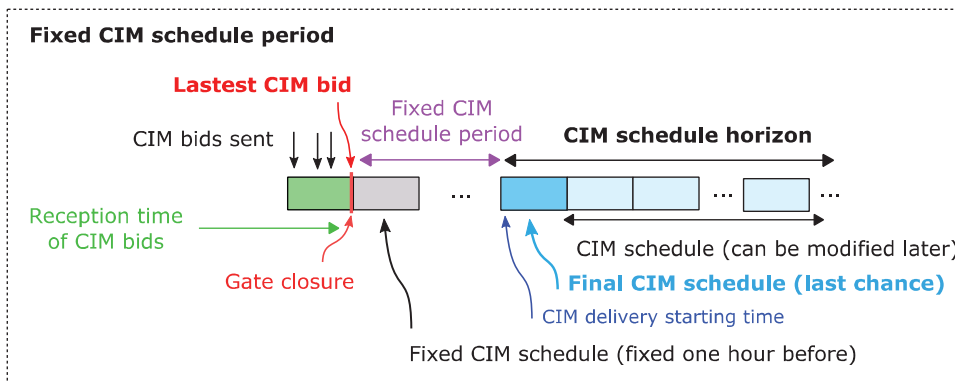 Fixed CIM schedule period
Lastest CIM bid
Fixed CIM
schedule period
CIM bids sent
CIM schedule horizon
...
...
...
Reception time
of CIM bids
CIM schedule (can be modified later)
Gate closure
Final CIM schedule (last chance)
CIM delivery starting time
Fixed CIM schedule (fixed one hour before)